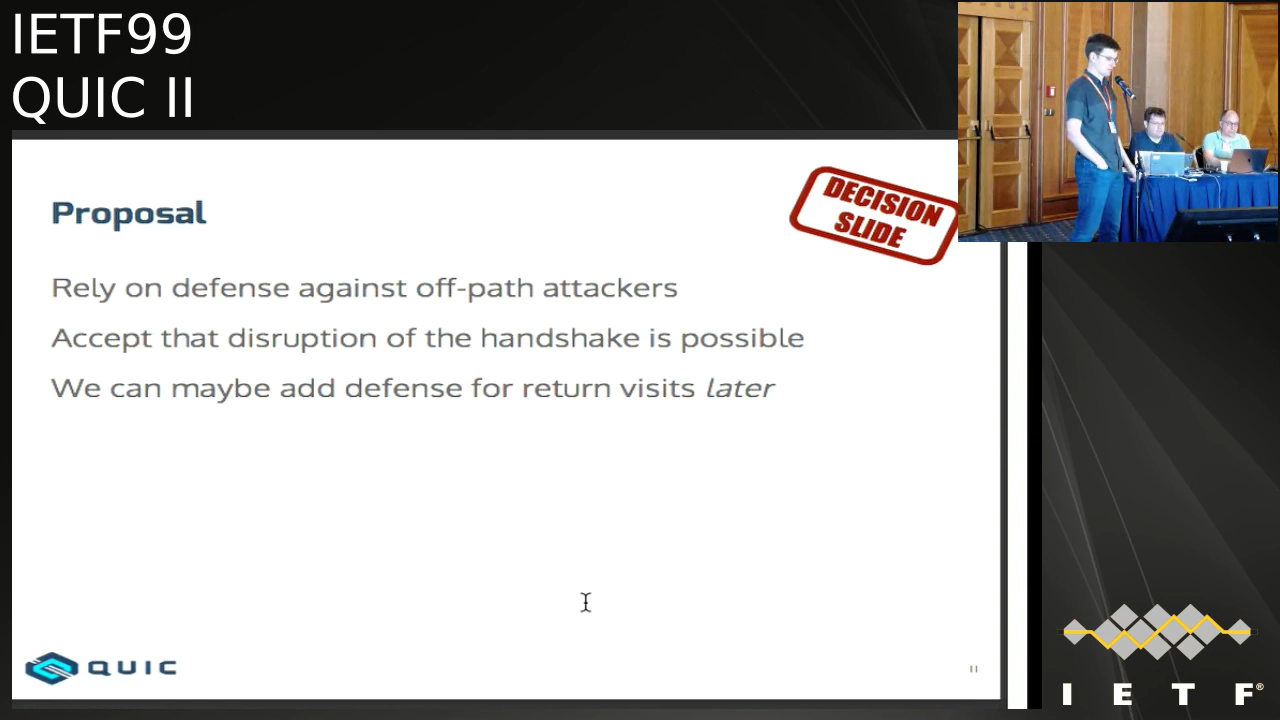 IETF99
QUIC II
Proposal
DECISION
SLIDE
Rely on defense against off-path attackers
Accept that disruption of the handshake is possible
We can maybe add defense for return visits later
QUIC
11
I E T F®